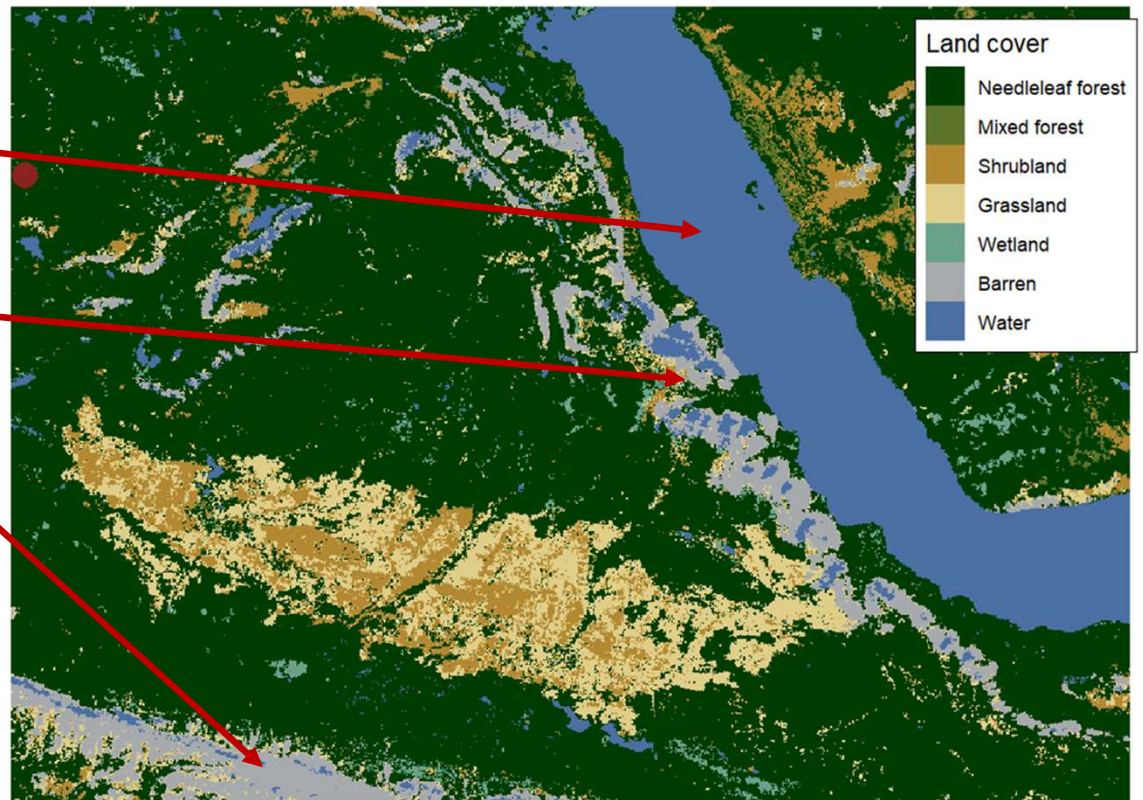 Land cover
Needleleaf forest
Mixed forest
Shrubland
Grassland
Wetland
Barren
Water